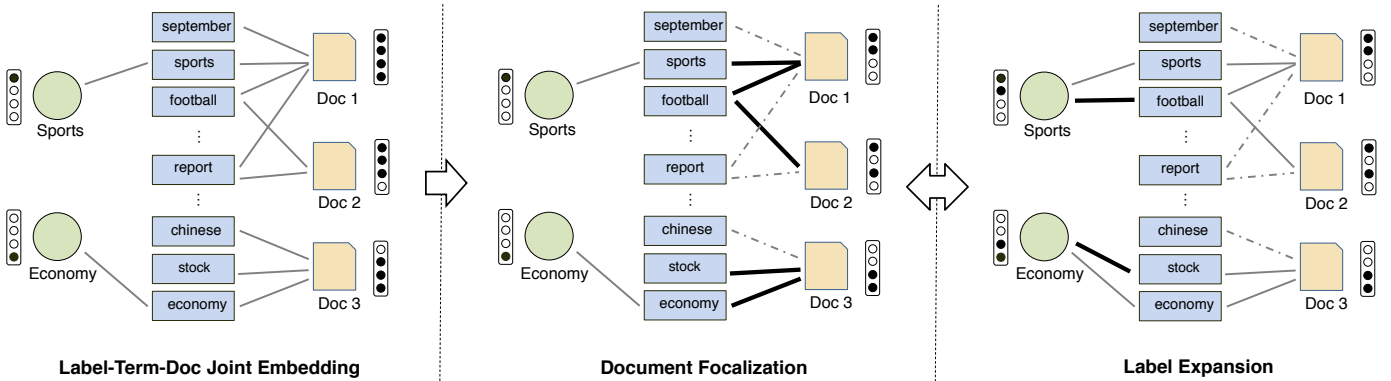 september
sports
football
⋮
report
⋮
chinese
stock
economy
Sports
Economy
Doc 1
Doc 2
Doc 3
Label-Term-Doc Joint Embedding
september
sports
football
⋮
report
⋮
chinese
stock
economy
Sports
Economy
Doc 1
Doc 2
Doc 3
Document Focalization
september
sports
football
⋮
report
⋮
chinese
stock
economy
Sports
Economy
Doc 1
Doc 2
Doc 3
Label Expansion